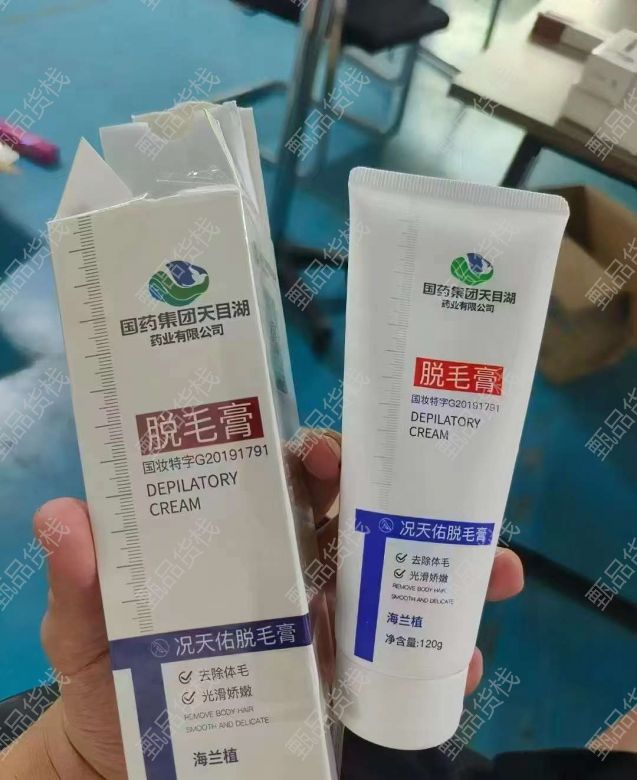 国药集团天目湖
药业有限公司
脱毛膏
国妆特字G20191791
DEPILATORY
CREAM
况天佑脱毛膏
去除体毛
光滑娇嫩
REMOVE BODY HAIR
SMOOTH AND DELICATE
海兰植
国药集团天目湖
药业有限公司
脱毛膏
国妆特字G20191791
DEPILATORY
CREAM
况天佑脱毛膏
去除体毛
光滑娇嫩
REMOVE BODY HAIR
SMOOTH AND DELICATE
海兰植
净含量:120g
甄品货栈